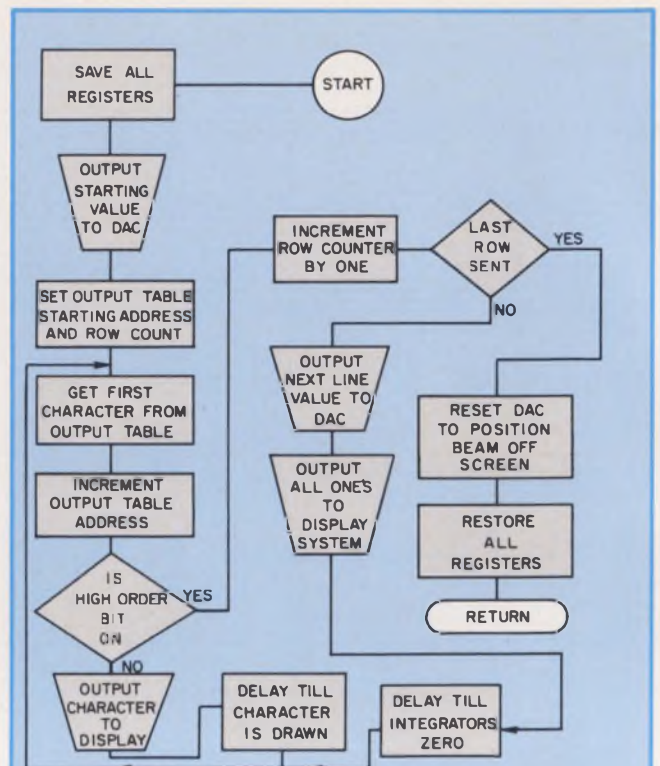 START
SAVE ALL
REGISTERS
OUTPUT
STARTING
VALUE
TO DAC
SET OUTPUT TABLE
STARTING ADDRESS
AND ROW COUNT
GET FIRST
CHARACTER FROM
OUTPUT TABLE
INCREMENT
OUTPUT TABLE
ADDRESS
IS
HIGH ORDER
BIT
ON
YES
NO
OUTPUT
CHARACTER
TO
DISPLAY
DELAY TILL
CHARACTER
IS DRAWN
INCREMENT
ROW COUNTER
BY ONE
LAST
ROW
SENT
YES
NO
OUTPUT
NEXT LINE
VALUE TO
DAC
OUTPUT
ALL ONE'S
TO
DISPLAY
SYSTEM
DELAY TILL
INTEGRATORS
ZERO
RESET DAC
TO POSITION
BEAM OFF
SCREEN
RESTORE
ALL
REGISTERS
RETURN